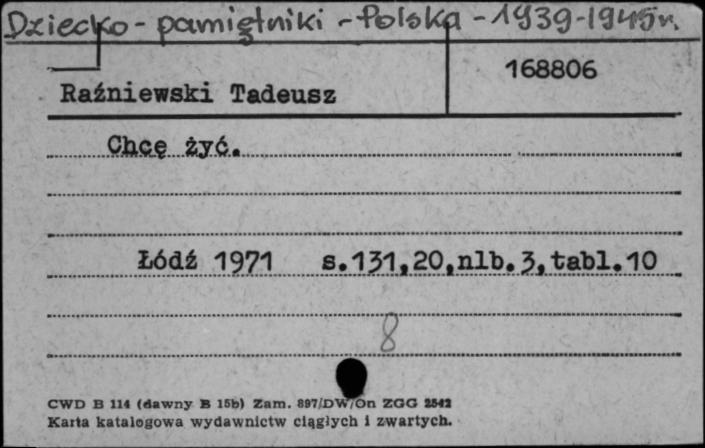 Dziecko - pamiętniki - Polska - 1939-1945r.
168806
Raźniewski Tadeusz
Chcę żyć.
Łódź 1971 s.131,20,nlb.3,tabl.10
8
CWD B 114 (dawny B 15b) Zam. 897/DW/On ZGG 2542
Karta katalogowa wydawnictw ciągłych i zwartych.